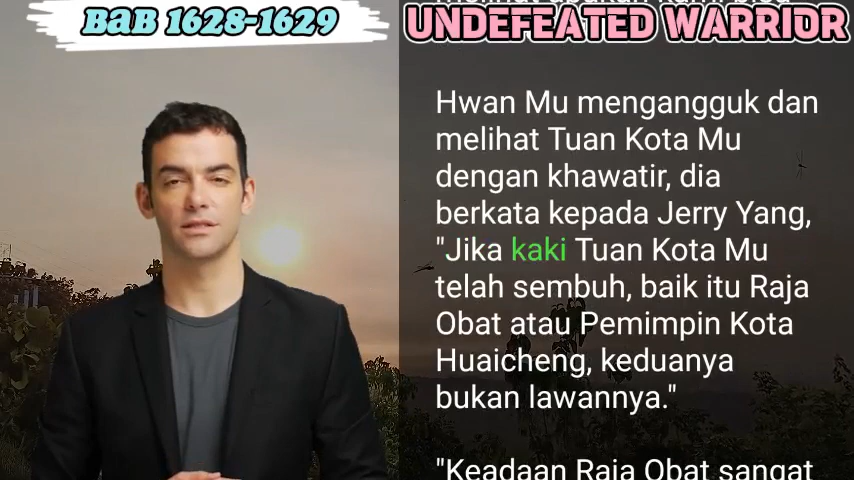 BaB 1628-1629
UNDEFEATED WARRIOR
Hwan Mu mengangguk dan
melihat Tuan Kota Mu
dengan khawatir, dia
berkata kepada Jerry Yang,
"Jika kaki Tuan Kota Mu
telah sembuh, baik itu Raja
Obat atau Pemimpin Kota
Huaicheng, keduanya
bukan lawannya."
"Keadaan Raja Obat sangat